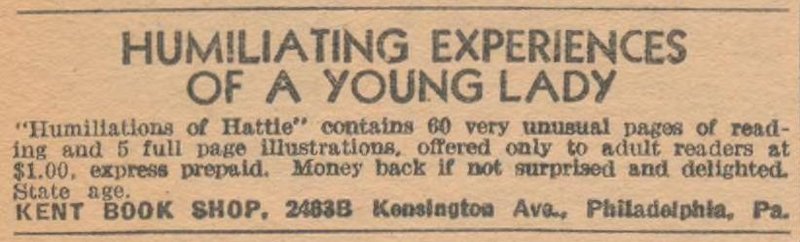 HUMILIATING EXPERIENCES
OF A YOUNG LADY
"Humiliations of Hattie" contains 60 very unusual pages of read-
ing and 5 full page illustrations, offered only to adult readers at
$1.00, express prepaid. Money back if not surprised and delighted.
State age.
KENT BOOK SHOP, 2463B Kensington Ave., Philadelphia, Pa.